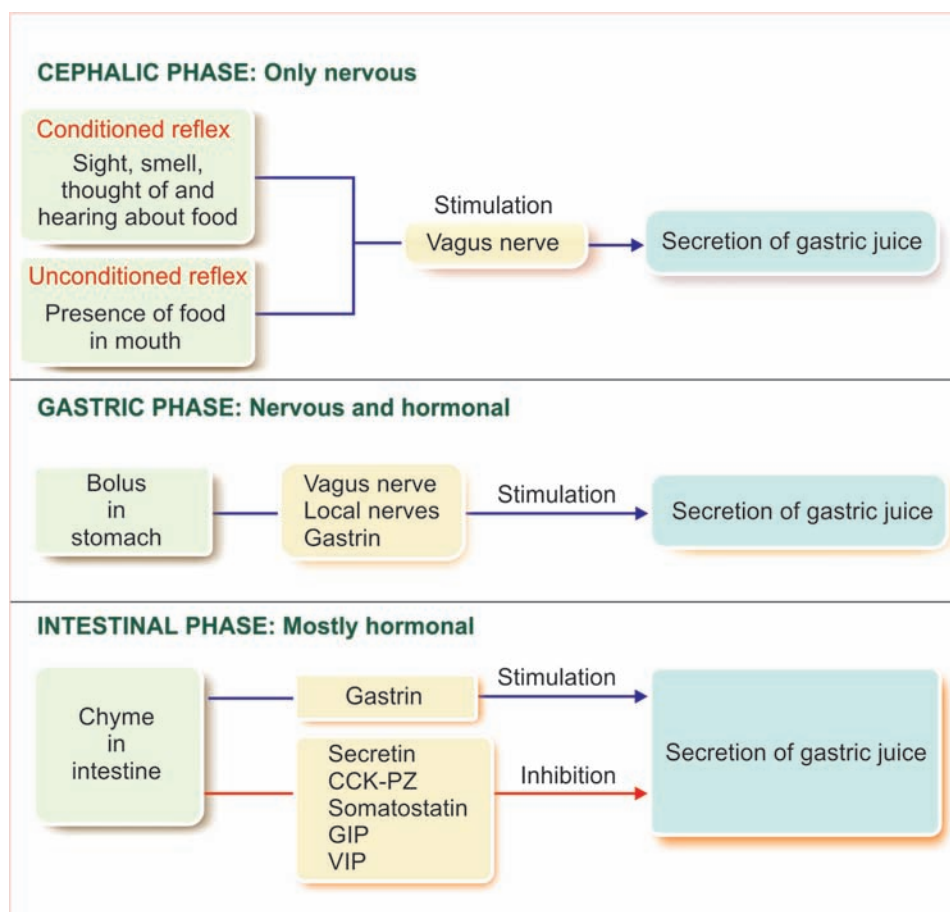 CEPHALIC PHASE: Only nervous
Conditioned reflex
Sight, smell,
thought of and
hearing about food
Unconditioned reflex
Presence of food
in mouth
Stimulation
Vagus nerve
Secretion of gastric juice
GASTRIC PHASE: Nervous and hormonal
Bolus
in
stomach
Vagus nerve
Local nerves
Gastrin
Stimulation
Secretion of gastric juice
INTESTINAL PHASE: Mostly hormonal
Chyme
in
intestine
Gastrin
Stimulation
Secretin
CCK-PZ
Somatostatin
GIP
VIP
Inhibition
Secretion of gastric juice